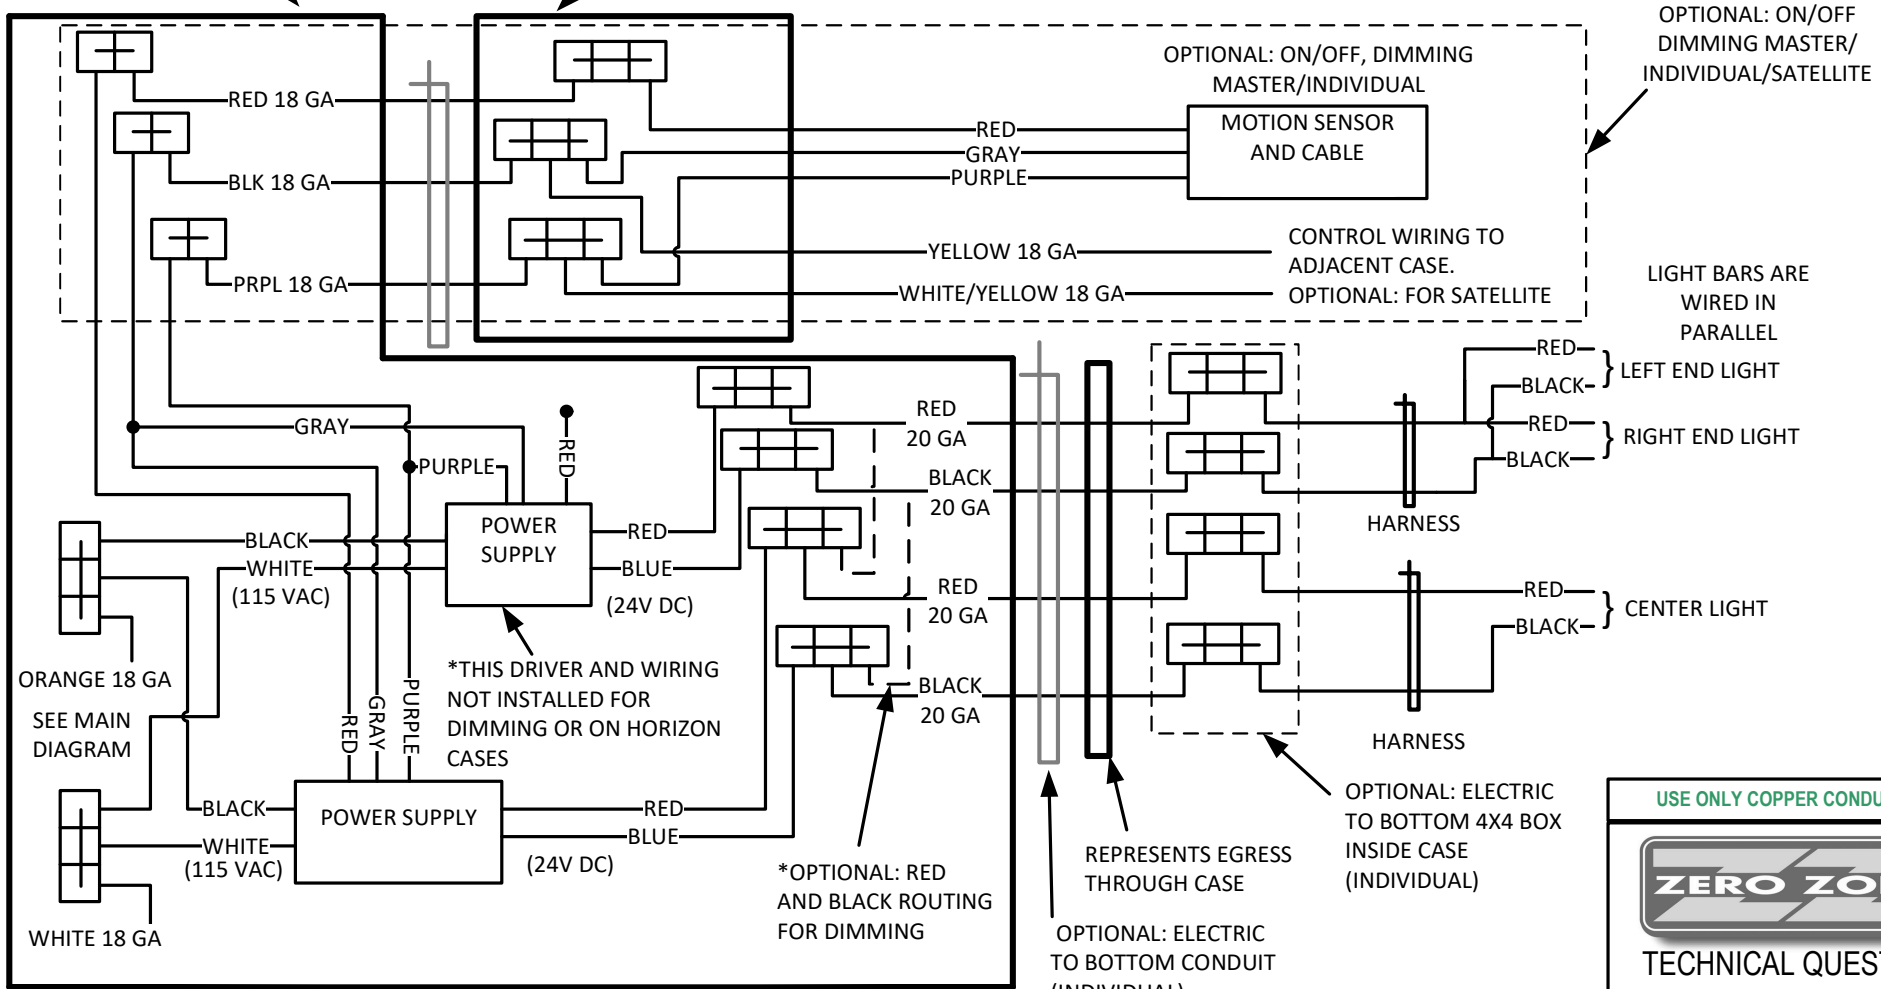 OPTIONAL: ON/OFF
DIMMING MASTER/
INDIVIDUAL/SATELLITE
OPTIONAL: ON/OFF, DIMMING
MASTER/INDIVIDUAL
MOTION SENSOR
AND CABLE
RED 18 GA
RED
GRAY
BLK 18 GA
PURPLE
YELLOW 18 GA
CONTROL WIRING TO
ADJACENT CASE.
OPTIONAL: FOR SATELLITE
PRPL 18 GA
WHITE/YELLOW 18 GA
LIGHT BARS ARE
WIRED IN
PARALLEL
RED
BLACK
} LEFT END LIGHT
RED
BLACK
} RIGHT END LIGHT
HARNESS
GRAY
PURPLE
RED
RED
20 GA
BLACK
20 GA
BLACK
WHITE
(115 VAC)
POWER
SUPPLY
RED
BLUE
(24V DC)
RED
20 GA
BLACK
20 GA
RED
BLACK
} CENTER LIGHT
HARNESS
ORANGE 18 GA
SEE MAIN
DIAGRAM
RED
GRAY
PURPLE
*THIS DRIVER AND WIRING
NOT INSTALLED FOR
DIMMING OR ON HORIZON
CASES
BLACK
WHITE
(115 VAC)
POWER SUPPLY
RED
BLUE
(24V DC)
WHITE 18 GA
*OPTIONAL: RED
AND BLACK ROUTING
FOR DIMMING
REPRESENTS EGRESS
THROUGH CASE
OPTIONAL: ELECTRIC
TO BOTTOM CONDUIT
(INDIVIDUAL)
OPTIONAL: ELECTRIC
TO BOTTOM 4X4 BOX
INSIDE CASE
(INDIVIDUAL)
USE ONLY COPPER
ZERO
TECHNICAL